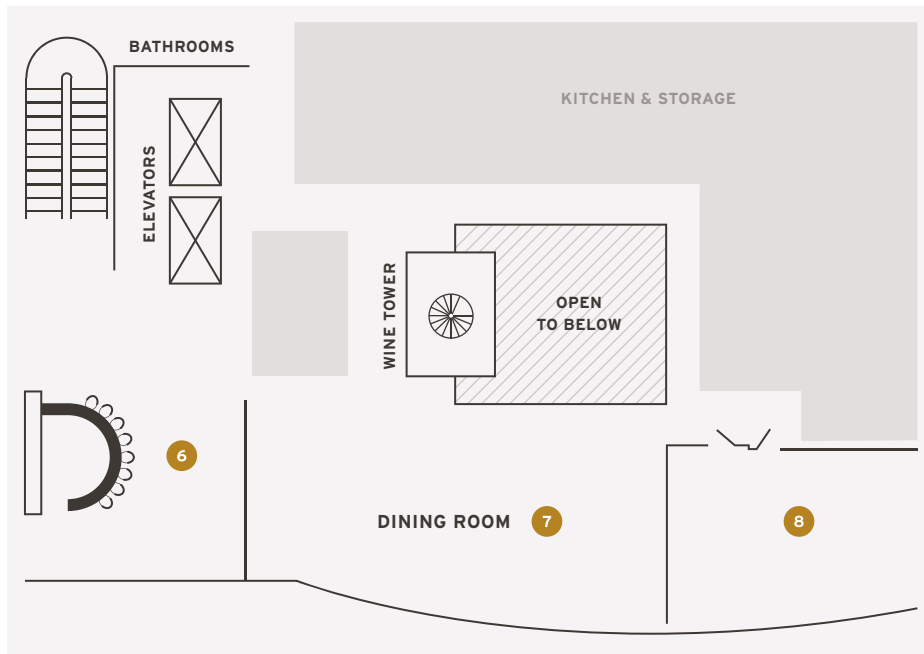 BATHROOMS
KITCHEN & STORAGE
ELEVATORS
WINE TOWER
OPEN
TO BELOW
6
DINING ROOM 7
8